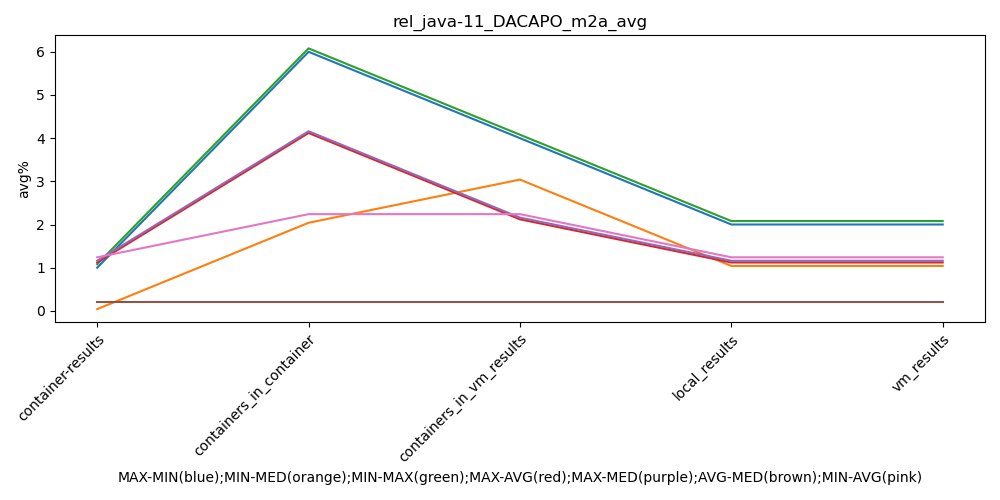 rel_java-11_DACAPO_m2a_avg
6
5
4
3
2
1
0
avg%
container-results
containers_in_container
containers_in_vm_results
local_results
vm_results
MAX-MIN(blue);MIN-MED(orange);MIN-MAX(green);MAX-AVG(red);MAX-MED(purple);AVG-MED(brown);MIN-AVG(pink)